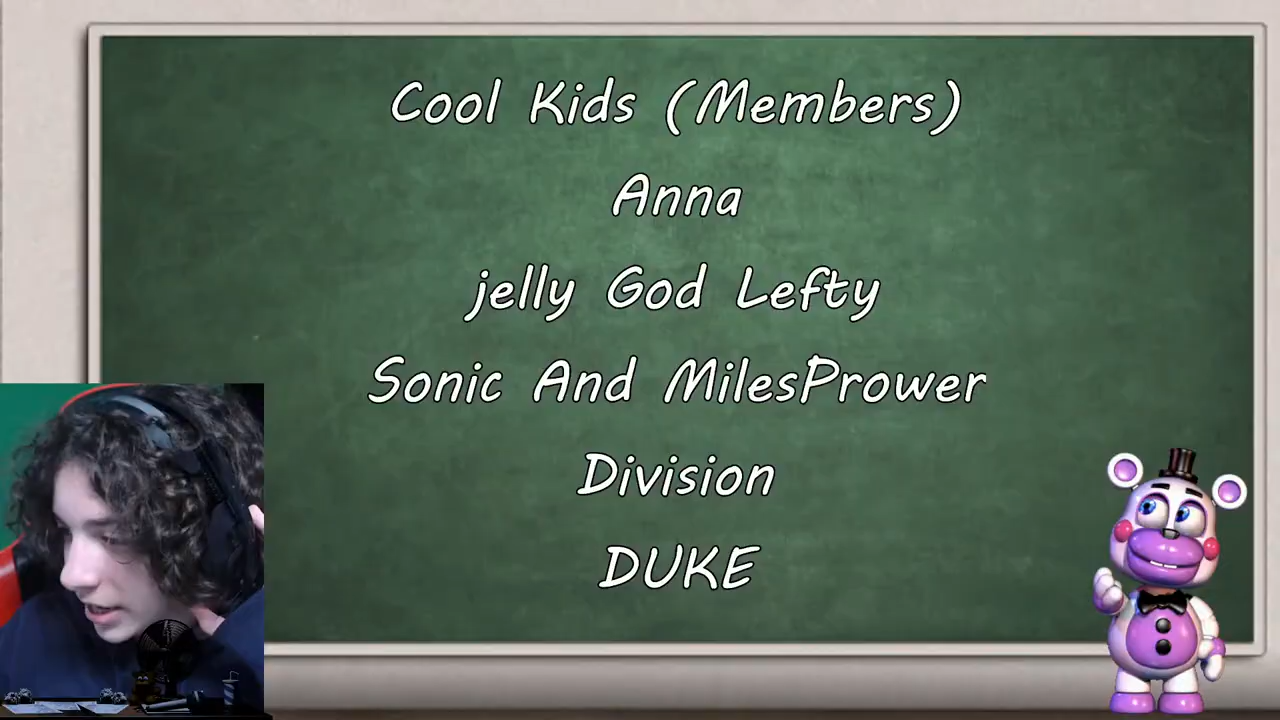 Cool Kids (Members)
Anna
jelly God Lefty
Sonic And MilesPrower
Division
DUKE